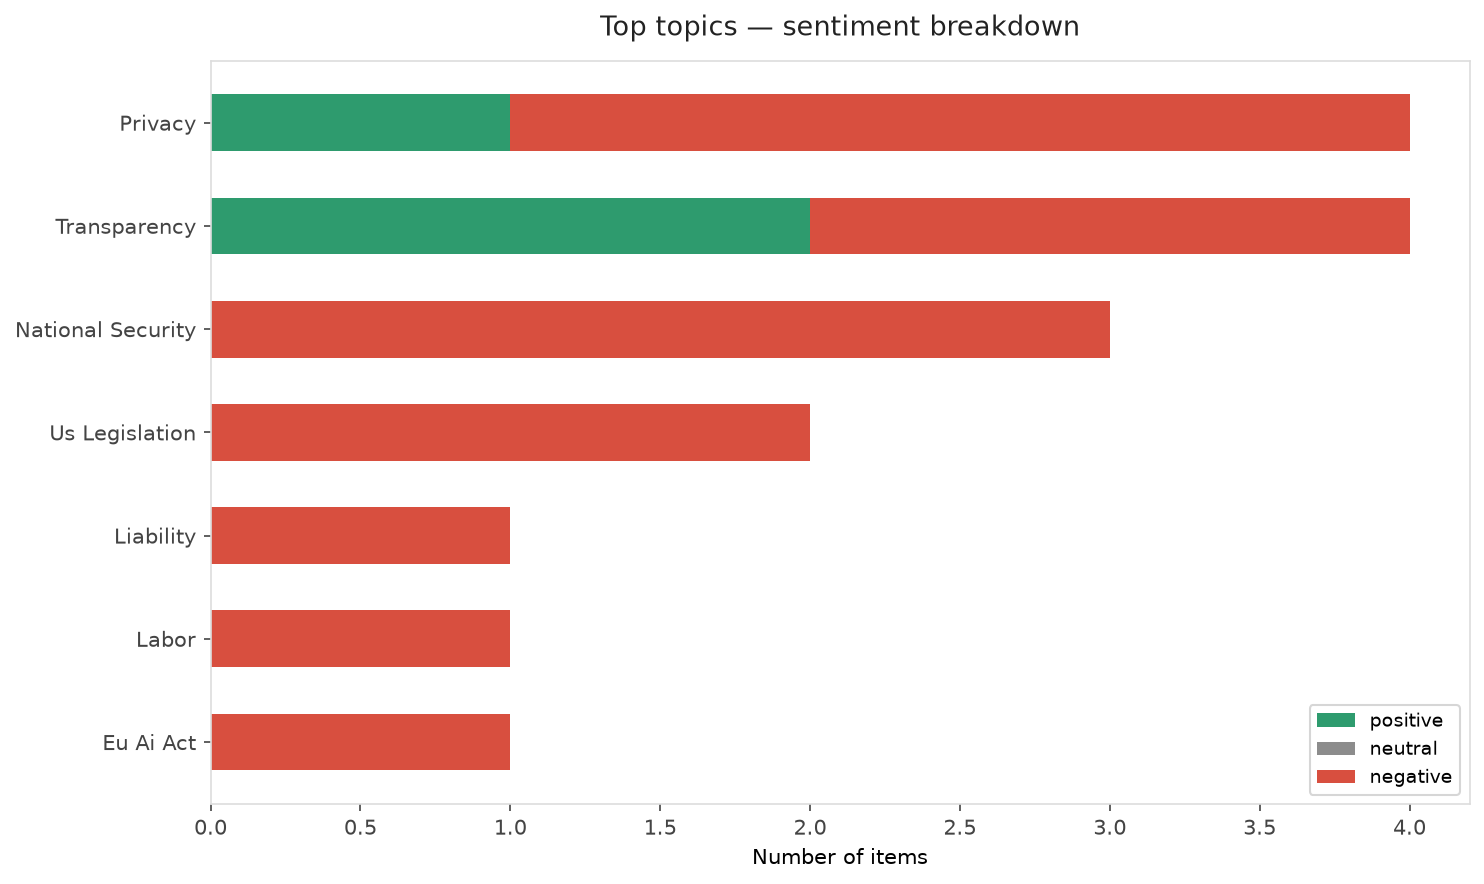 Top topics — sentiment breakdown
Privacy
Transparency
National Security
Us Legislation
Liability
Labor
Eu Ai Act
positive
neutral
negative
0.0 0.5 1.0 1.5 2.0 2.5 3.0 3.5 4.0
Number of items